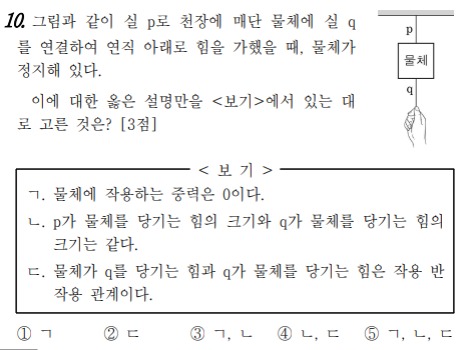 10. 그림과 같이 실 p로 천장에 매단 물체에 실 q
를 연결하여 연직 아래로 힘을 가했을 때, 물체가
정지해 있다.
이에 대한 옳은 설명만을 <보기>에서 있는 대
로 고른 것은? [3점]
p
물체
q
< 보 기 >
ㄱ. 물체에 작용하는 중력은 0이다.
ㄴ. p가 물체를 당기는 힘의 크기와 q가 물체를 당기는 힘의
크기는 같다.
ㄷ. 물체가 q를 당기는 힘과 q가 물체를 당기는 힘은 작용 반
작용 관계이다.
① ㄱ ② ㄷ ③ ㄱ, ㄴ ④ ㄴ, ㄷ ⑤ ㄱ, ㄴ, ㄷ